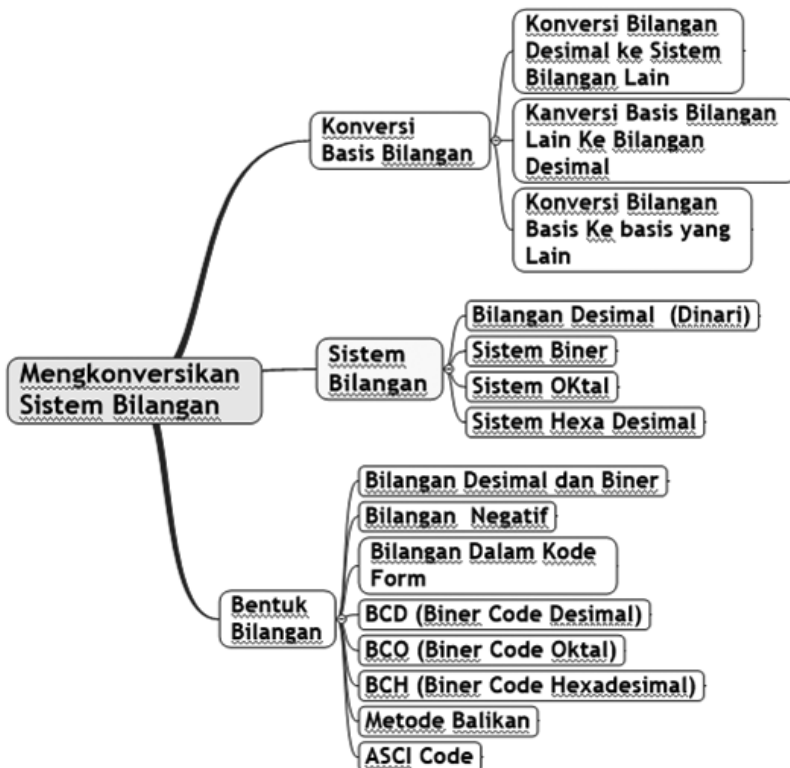 Konversi Bilangan
Desimal ke Sistem
Bilangan Lain
Konversi
Basis Bilangan
Kanversi Basis Bilangan
Lain Ke Bilangan
Desimal
Konversi Bilangan
Basis Ke basis yang
Lain
Mengkonversikan
Sistem Bilangan
Sistem
Bilangan
Bilangan Desimal (Dinari)
Sistem Biner
Sistem OKtal
Sistem Hexa Desimal
Bentuk
Bilangan
Bilangan Desimal dan Biner
Bilangan Negatif
Bilangan Dalam Kode
Form
BCD (Biner Code Desimal)
BCO (Biner Code Oktal)
BCH (Biner Code Hexadesimal)
Metode Balikan
ASCI Code